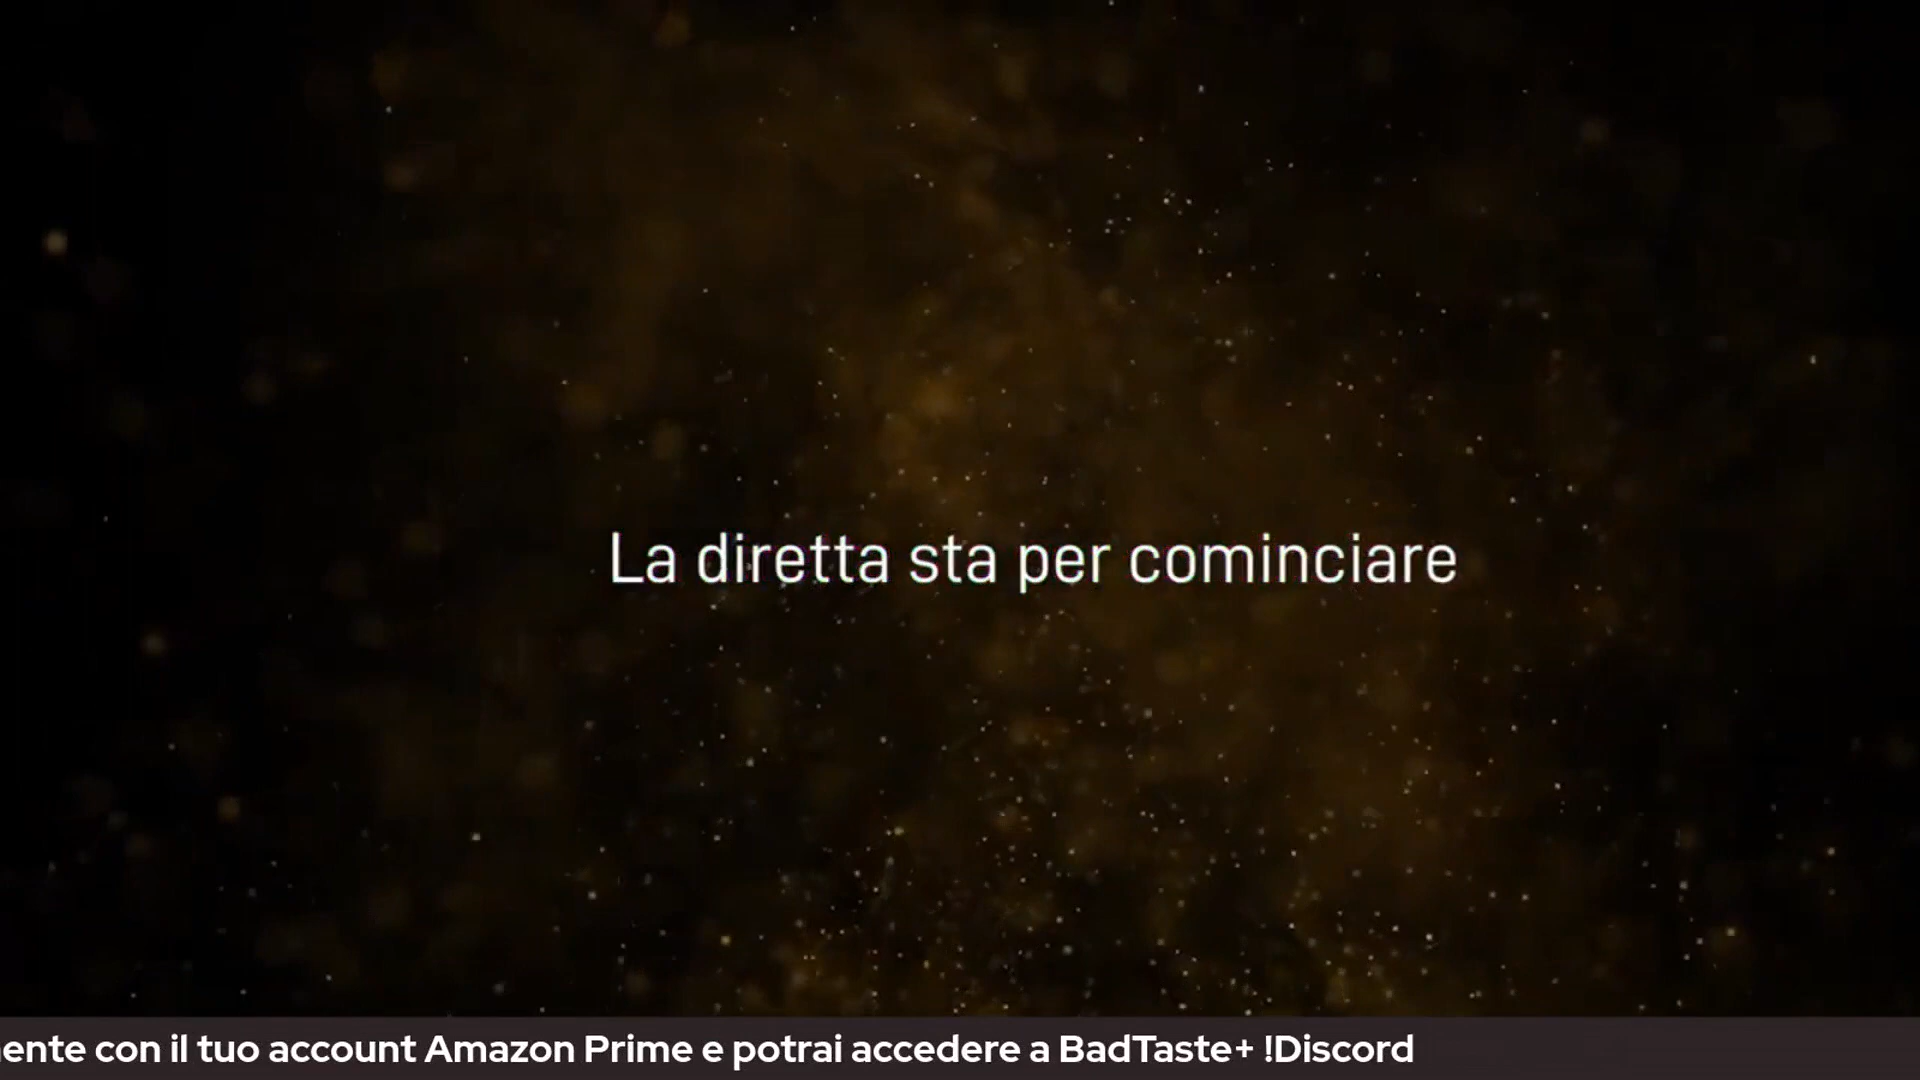 La diretta sta per cominciare
ente con il tuo account Amazon Prime e potrai accedere a BadTaste+ !Discord